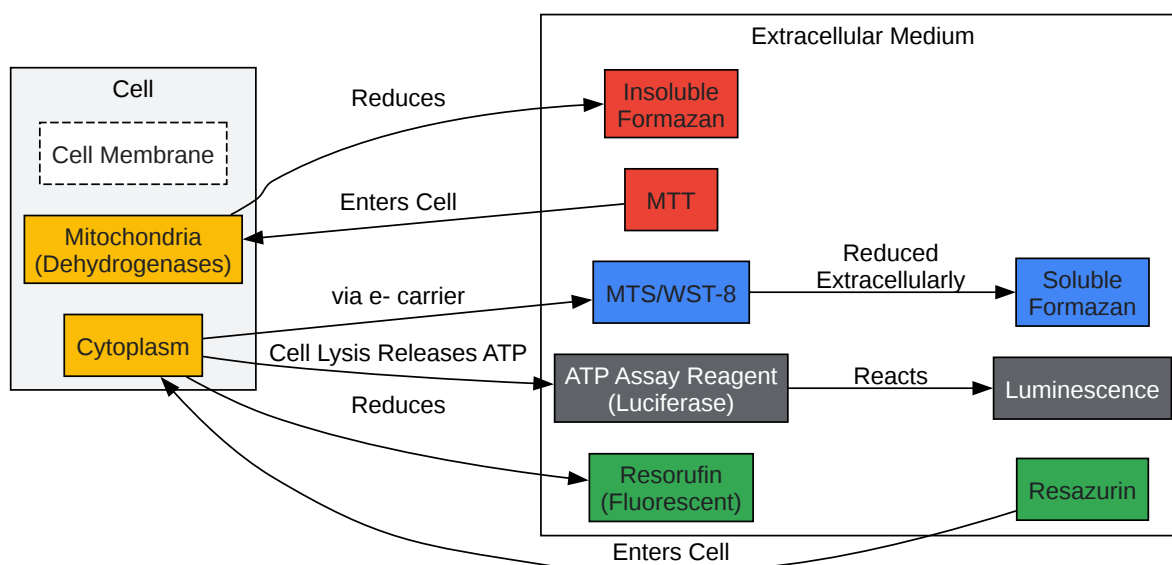 Extracellular Medium
Cell
Cell Membrane
Mitochondria
(Dehydrogenases)
Cytoplasm
Reduces
Insoluble
Formazan
Enters Cell
MTT
via e- carrier
MTS/WST-8
Reduced
Extracellularly
Soluble
Formazan
Cell Lysis Releases ATP
ATP Assay Reagent
(Luciferase)
Reacts
Luminescence
Reduces
Resorufin
(Fluorescent)
Resazurin
Enters Cell